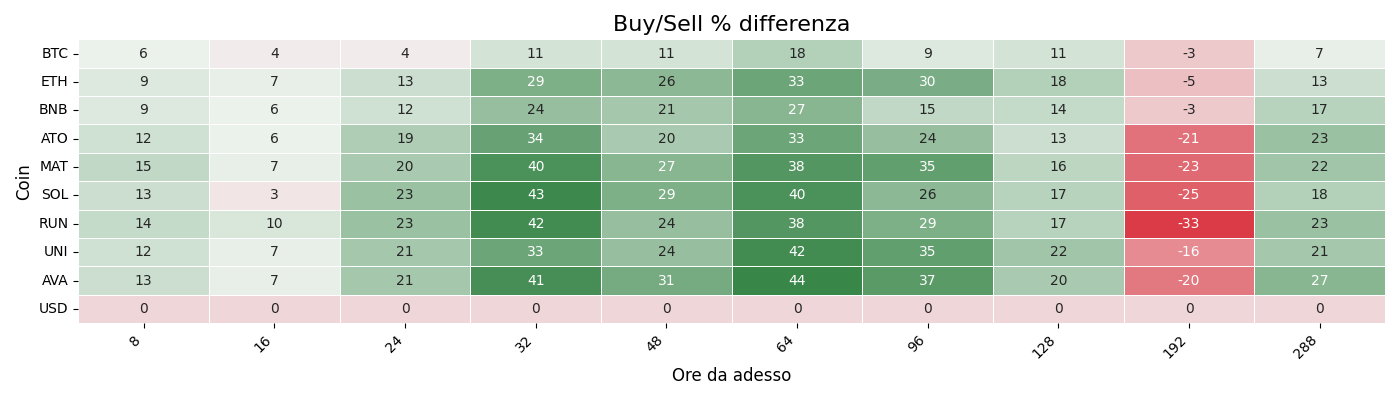 Buy/Sell % differenza
Coin
BTC 6 4 4 11 11 18 9 11 -3 7
ETH 9 7 13 29 26 33 30 18 -5 13
BNB 9 6 12 24 21 27 15 14 -3 17
ATO 12 6 19 34 20 33 24 13 -21 23
MAT 15 7 20 40 27 38 35 16 -23 22
SOL 13 3 23 43 29 40 26 17 -25 18
RUN 14 10 23 42 24 38 29 17 -33 23
UNI 12 7 21 33 24 42 35 22 -16 21
AVA 13 7 21 41 31 44 37 20 -20 27
USD 0 0 0 0 0 0 0 0 0 0
8 16 24 32 48 64 96 128 192 288
Ore da adesso